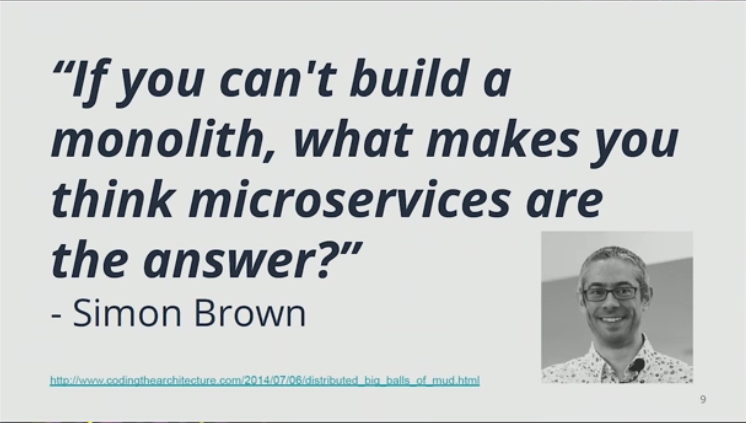 “If you can't build a
monolith, what makes you
think microservices are
the answer?”
- Simon Brown
http://www.codingthearchitecture.com/2014/07/06/distributed_big_balls_of_mud.html
9